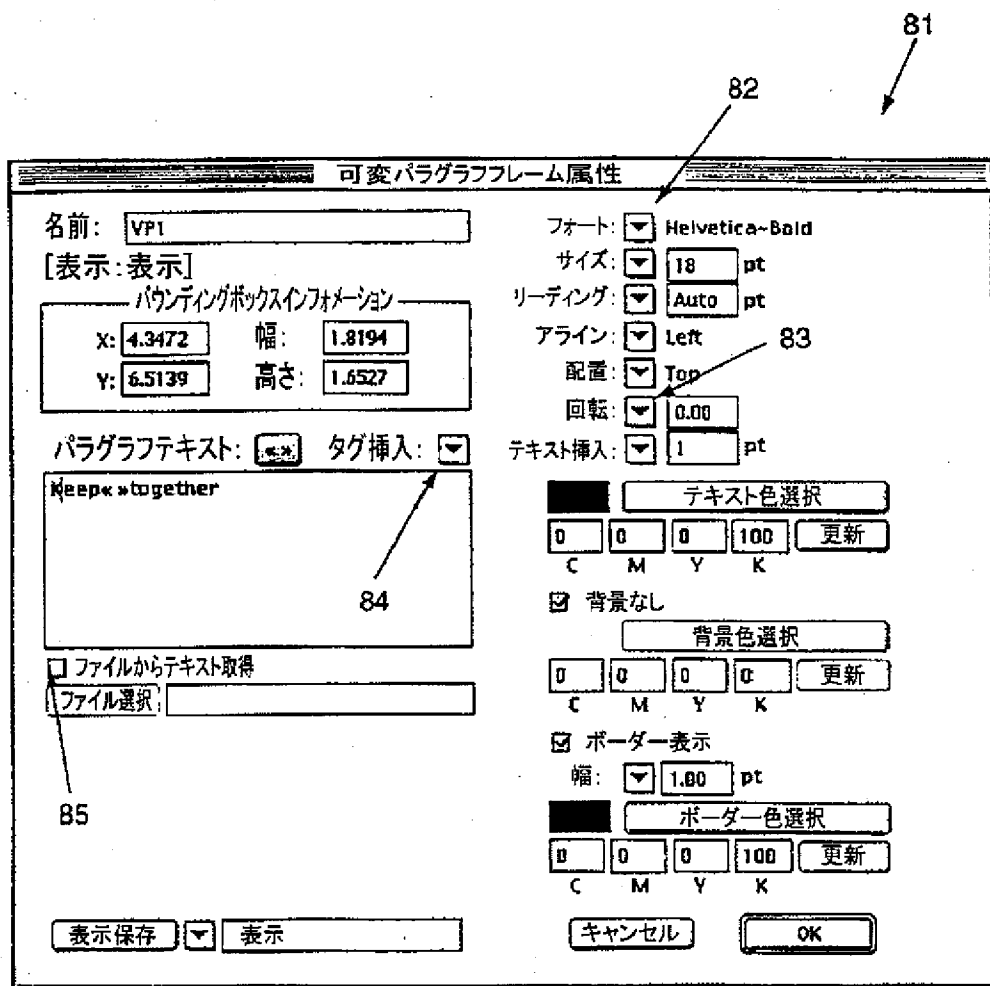 81
82
可変パラグラフフレーム属性
名前: VP1
[表示:表示]
バウンディングボックスインフォメーション
X: 4.3472 幅: 1.8194
Y: 6.5139 高さ: 1.6527
パラグラフテキスト: «» タグ挿入:
Keep« »together
84
ファイルからテキスト取得
ファイル選択:
85
表示保存 表示
フォート: Helvetica~Bald
サイズ: 18 pt
リーディング: Auto pt
アライン: Left
83
配置: Top
回転: 0.00
テキスト挿入: 1 pt
テキスト色選択
0 0 0 100 更新
C M Y K
背景なし
背景色選択
0 0 0 0 更新
C M Y K
ボーダー表示
幅: 1.00 pt
ボーダー色選択
0 0 0 100 更新
C M Y K
キャンセル OK